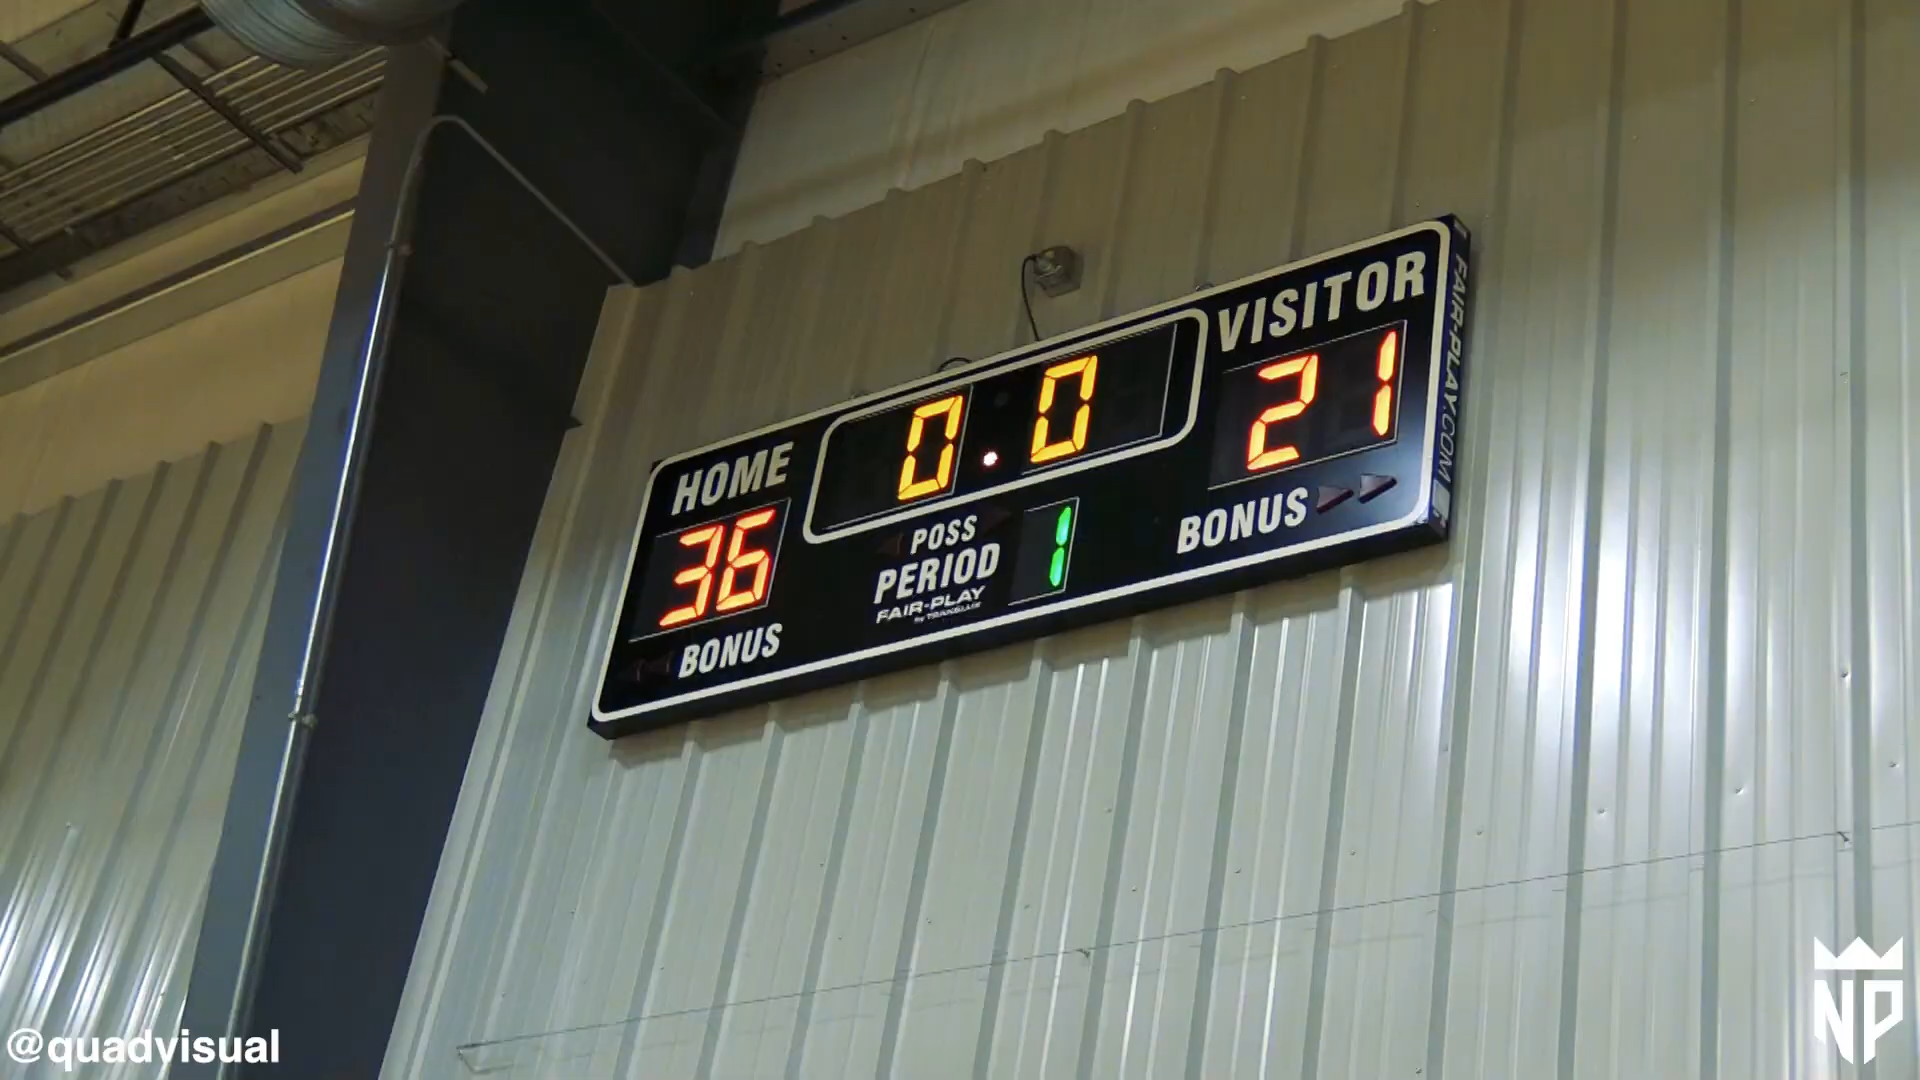 HOME
0.0
VISITOR
36
21
POSS
PERIOD
1
FAIR-PLAY
BONUS
BONUS
FAIR-PLAY.COM
@quadvisual
NP